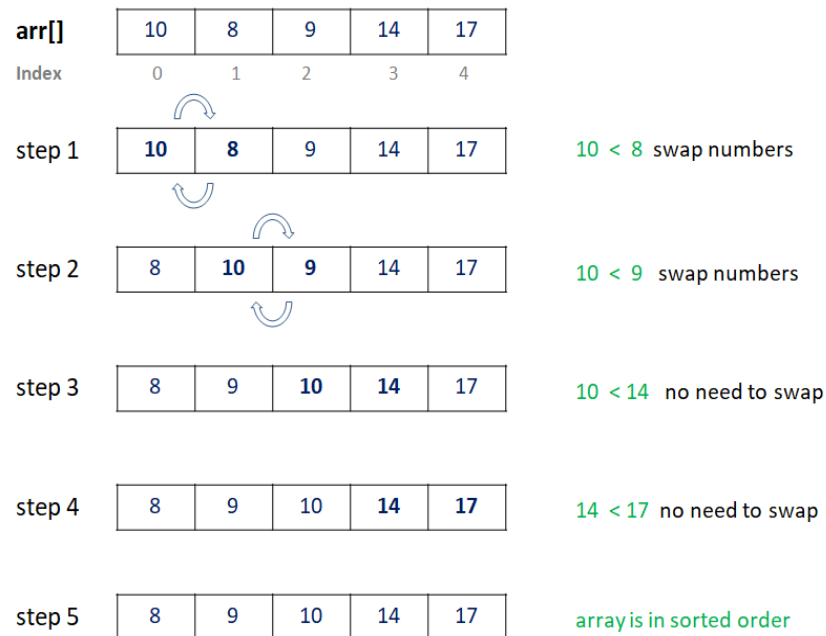 arr[] 10 8 9 14 17
Index 0 1 2 3 4
step 1 10 8 9 14 17 10 < 8 swap numbers
step 2 8 10 9 14 17 10 < 9 swap numbers
step 3 8 9 10 14 17 10 < 14 no need to swap
step 4 8 9 10 14 17 14 < 17 no need to swap
step 5 8 9 10 14 17 array is in sorted order